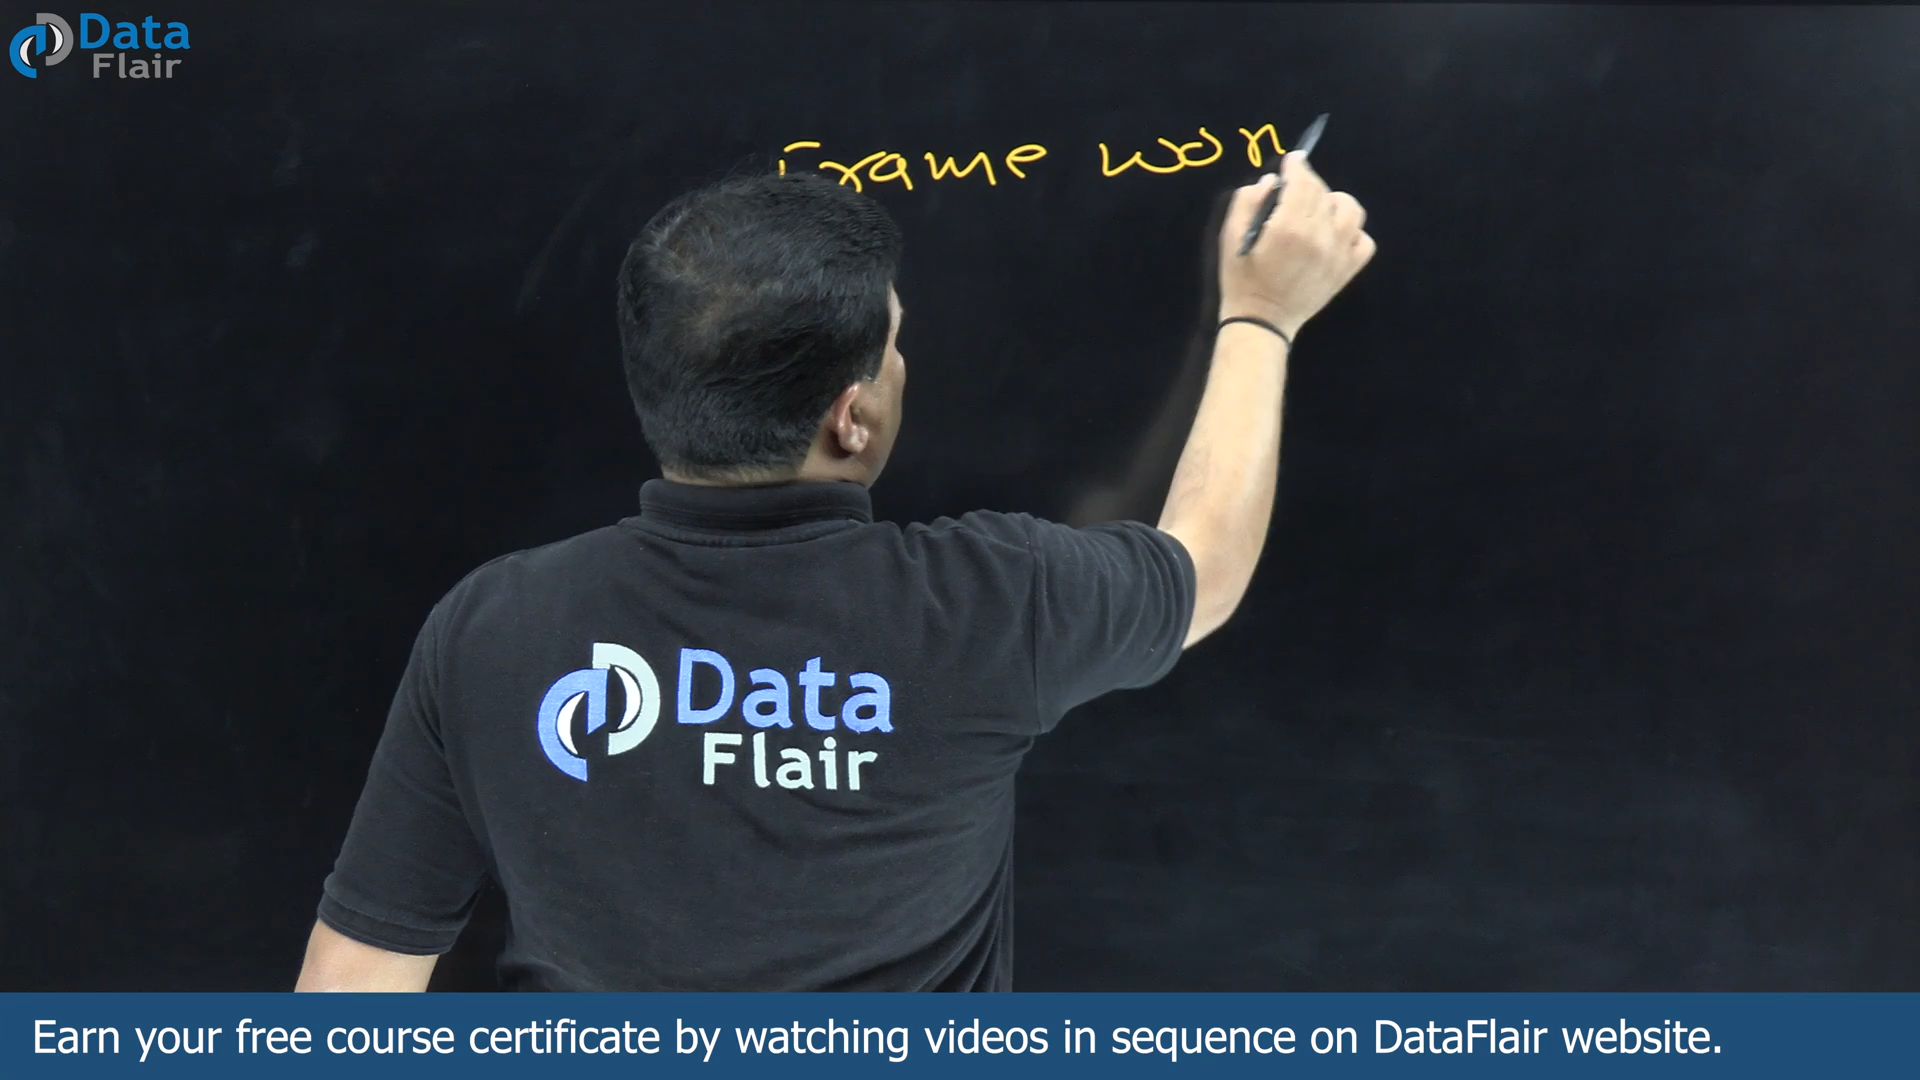 Data
Flair
Frame wor
Data
Flair
Earn your free course certificate by watching videos in sequence on DataFlair website.